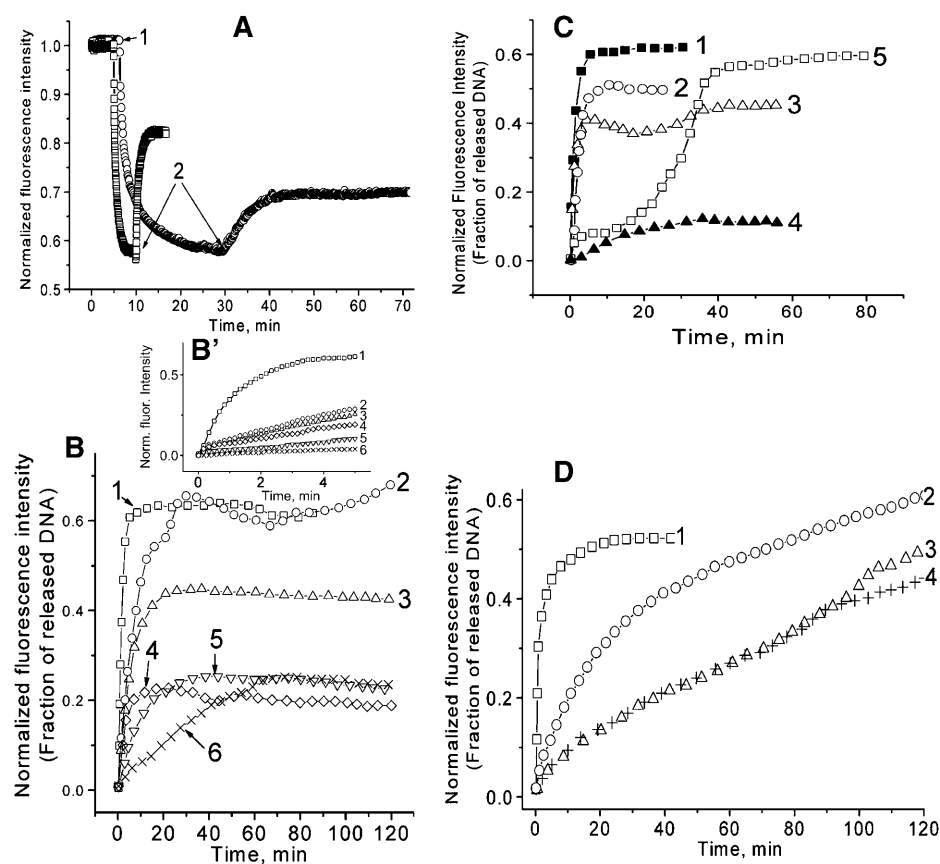 A
Normalized fluorescence intensity
1.0
0.9
0.8
0.7
0.6
0.5
1
2
0 10 20 30 40 50 60 70
Time, min
C
Normalized Fluorescence Intensity
(Fraction of released DNA)
0.6
0.4
0.2
0.0
1
2
3
4
5
0 20 40 60 80
Time, min
B'
Norm. fluor. Intensity
0.5
0.0
1
2
3
4
5
6
0 2 4
Time, min
B
Normalized fluorescence intensity
(Fraction of released DNA)
0.6
0.4
0.2
0.0
1
2
3
4
5
6
0 20 40 60 80 100 120
Time, min
D
Normalized fluorescence intensity
(Fraction of released DNA)
0.6
0.4
0.2
0.0
1
2
3
4
0 20 40 60 80 100 120
Time, min